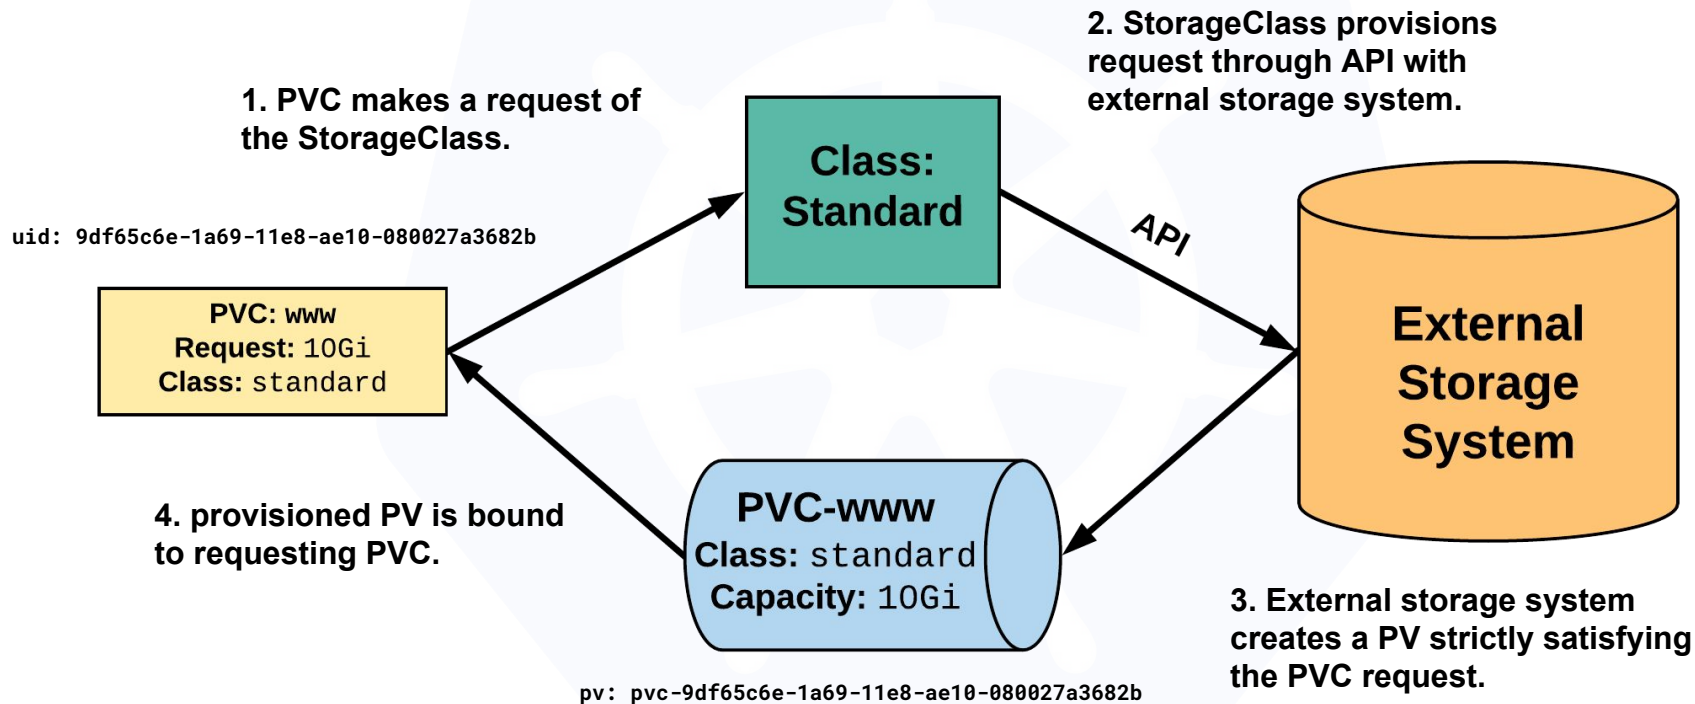 1. PVC makes a request of
the StorageClass.
2. StorageClass provisions
request through API with
external storage system.
Class:
Standard
API
uid: 9df65c6e-1a69-11e8-ae10-080027a3682b
PVC: www
Request: 10Gi
Class: standard
External
Storage
System
4. provisioned PV is bound
to requesting PVC.
PVC-www
Class: standard
Capacity: 10Gi
3. External storage system
creates a PV strictly satisfying
the PVC request.
pv: pvc-9df65c6e-1a69-11e8-ae10-080027a3682b